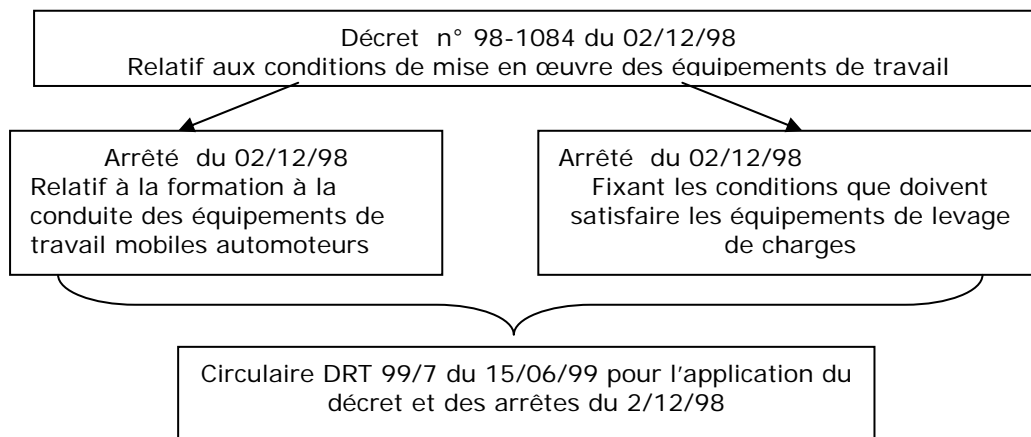 Décret n° 98-1084 du 02/12/98
Relatif aux conditions de mise en œuvre des équipements de travail
Arrêté du 02/12/98
Relatif à la formation à la
conduite des équipements de
travail mobiles automoteurs
Arrêté du 02/12/98
Fixant les conditions que doivent
satisfaire les équipements de levage
de charges
Circulaire DRT 99/7 du 15/06/99 pour l'application du
décret et des arrêtes du 2/12/98